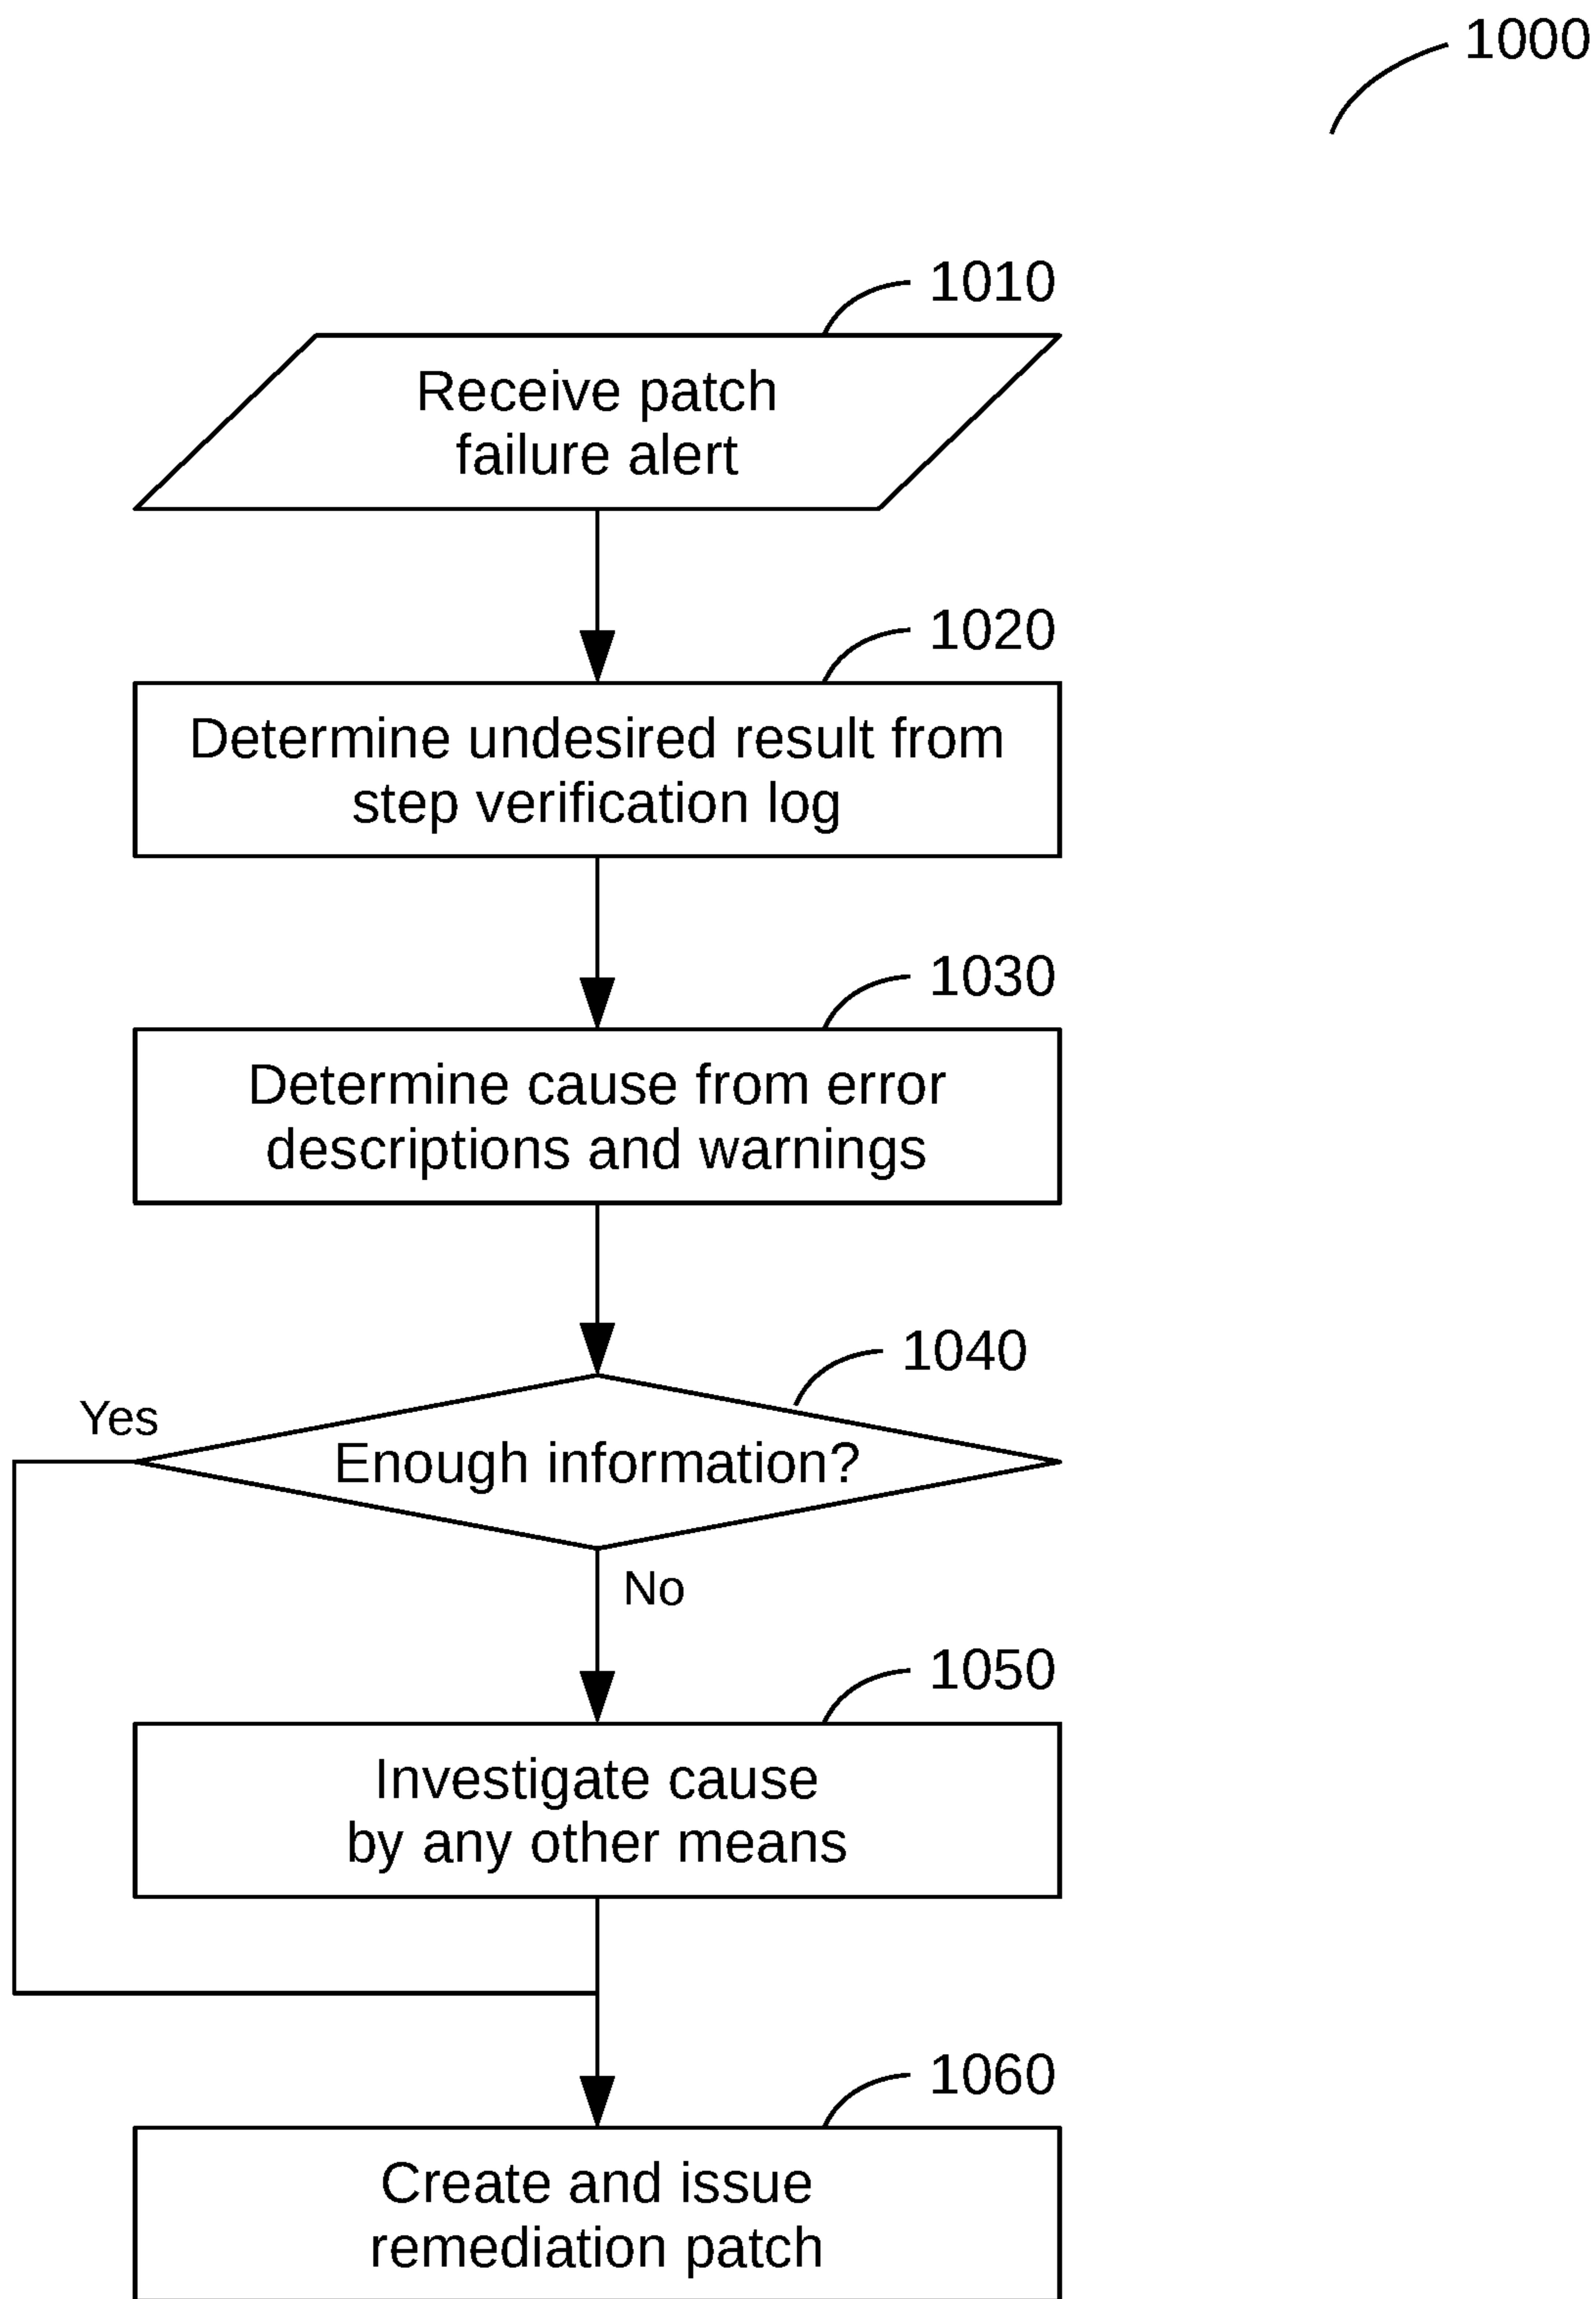 1000
1010
Receive patch
failure alert
1020
Determine undesired result from
step verification log
1030
Determine cause from error
descriptions and warnings
1040
Yes
Enough information?
No
1050
Investigate cause
by any other means
1060
Create and issue
remediation patch